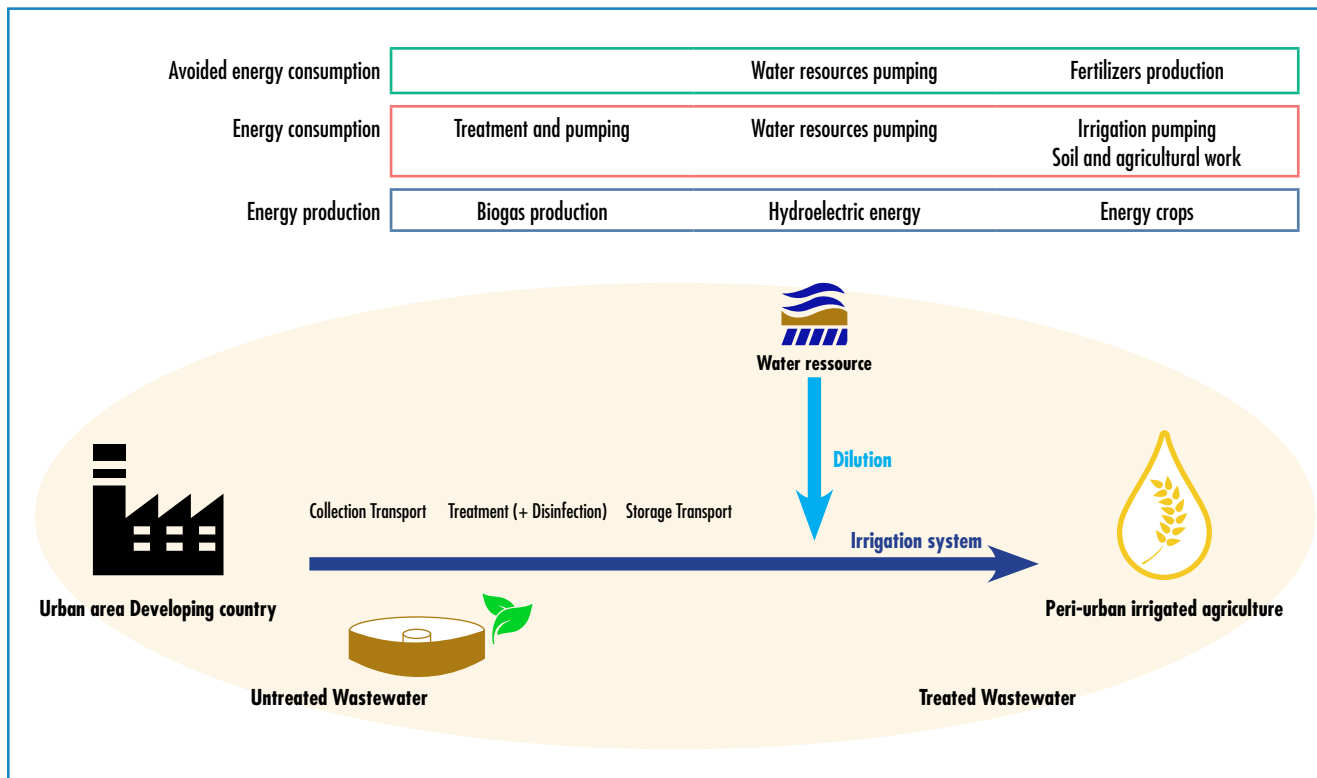 Avoided energy consumption Water resources pumping Fertilizers production
Energy consumption Treatment and pumping Water resources pumping Irrigation pumping
Soil and agricultural work
Energy production Biogas production Hydroelectric energy Energy crops
Water ressource
Dilution
Collection Transport Treatment (+ Disinfection) Storage Transport
Irrigation system
Urban area Developing country Peri-urban irrigated agriculture
Untreated Wastewater Treated Wastewater